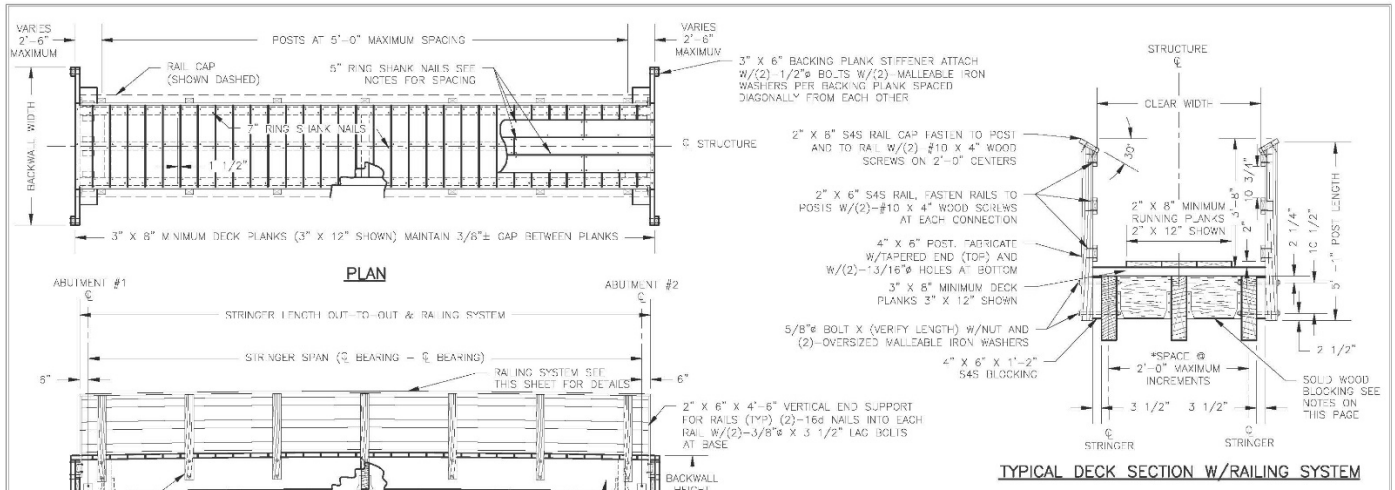 VARIES
2'-6"
MAXIMUM
POSTS AT 5'-0" MAXIMUM SPACING
VARIES
2'-6"
MAXIMUM
RAIL CAP
(SHOWN DASHED)
5" RING SHANK NAILS SEE
NOTES FOR SPACING
3" X 6" BACKING PLANK STIFFENER ATTACH
W/(2)-1/2"ø BOLTS W/(2)-MALLEABLE IRON
WASHERS PER BACKING PLANK SPACED
DIAGONALLY FROM EACH OTHER
BACKWALL WIDTH
7" RING SHANK NAILS
1 1/2"
℄ STRUCTURE
3" X 8" MINIMUM DECK PLANKS (3" X 12" SHOWN) MAINTAIN 3/8"± GAP BETWEEN PLANKS
PLAN
ABUTMENT #1
℄
ABUTMENT #2
℄
STRINGER LENGTH OUT-TO-OUT & RAILING SYSTEM
STRINGER SPAN (℄ BEARING - ℄ BEARING)
6"
RAILING SYSTEM SEE
THIS SHEET FOR DETAILS
6"
2" X 6" X 4'-6" VERTICAL END SUPPORT
FOR RAILS (TYP) (2)-16d NAILS INTO EACH
RAIL W/(2)-3/8"ø X 3 1/2" LAG BOLTS
AT BASE
BACKWALL
HEIGHT
STRUCTURE
℄
CLEAR WIDTH
2" X 8" S4S RAIL CAP FASTEN TO POST
AND TO RAIL W/(2) #10 X 4" WOOD
SCREWS ON 2'-0" CENTERS
30°
2" X 6" S4S RAIL, FASTEN RAILS TO
POSTS W/(2)-#10 X 4" WOOD SCREWS
AT EACH CONNECTION
2" X 8" MINIMUM
RUNNING PLANKS
2" X 12" SHOWN
10 3/4"
3'-8"
2"
2 1/4"
10 1/2"
5'-1" POST LENGTH
4" X 6" POST. FABRICATE
W/TAPERED END (TOP) AND
W/(2)-13/16"ø HOLES AT BOTTOM
3" X 8" MINIMUM DECK
PLANKS 3" X 12" SHOWN
5/8"ø BOLT X (VERIFY LENGTH) W/NUT AND
(2)-OVERSIZED MALLEABLE IRON WASHERS
4" X 6" X 1'-2"
S4S BLOCKING
*SPACE @
2'-0" MAXIMUM
INCREMENTS
2 1/2"
SOLID WOOD
BLOCKING SEE
NOTES ON
THIS PAGE
3 1/2"
3 1/2"
℄
STRINGER
℄
STRINGER
TYPICAL DECK SECTION W/RAILING SYSTEM